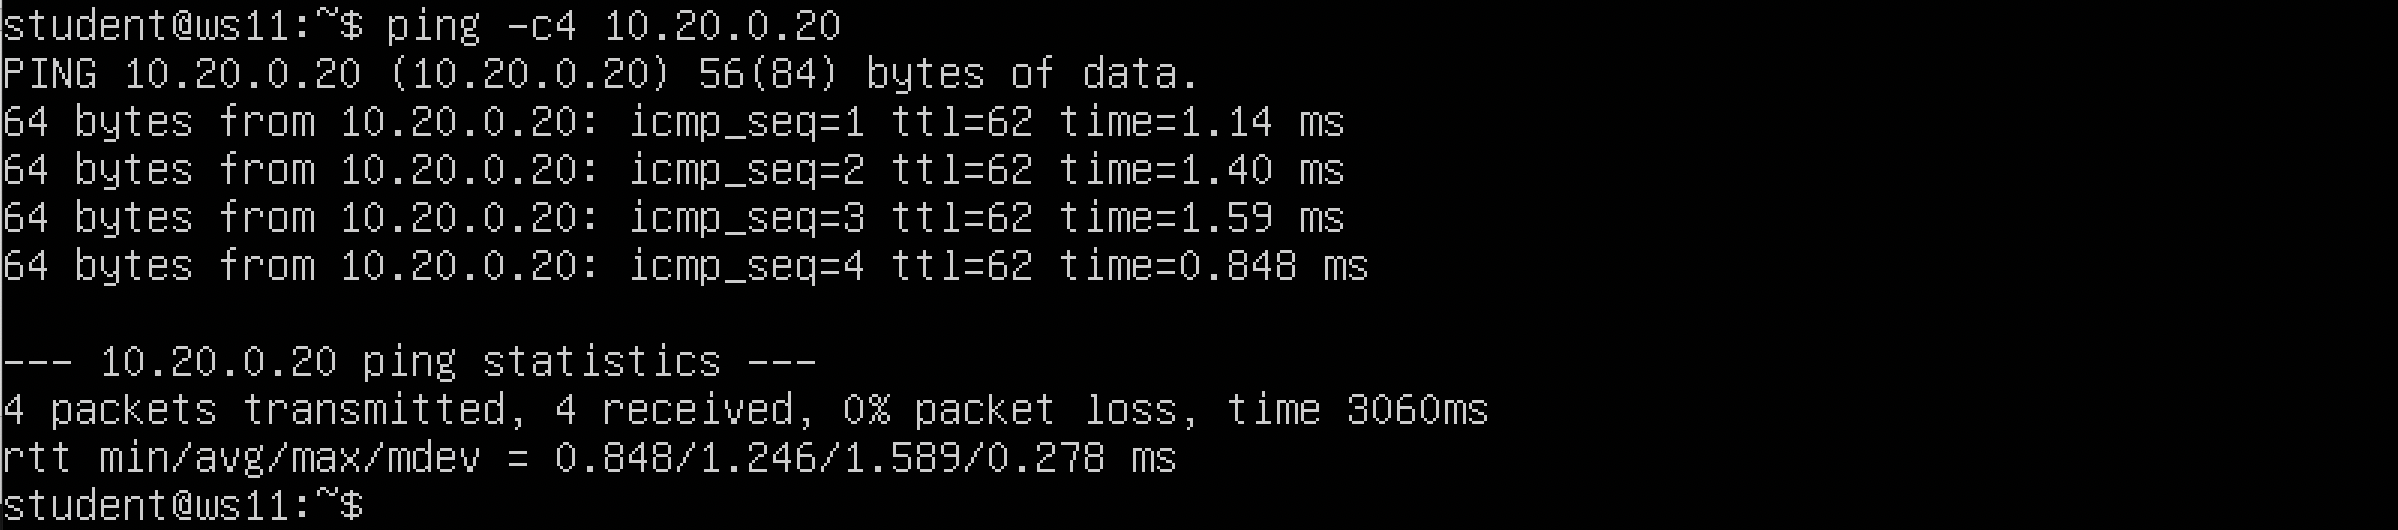 student@ws11:~$ ping -c4 10.20.0.20
PING 10.20.0.20 (10.20.0.20) 56(84) bytes of data.
64 bytes from 10.20.0.20: icmp_seq=1 ttl=62 time=1.14 ms
64 bytes from 10.20.0.20: icmp_seq=2 ttl=62 time=1.40 ms
64 bytes from 10.20.0.20: icmp_seq=3 ttl=62 time=1.59 ms
64 bytes from 10.20.0.20: icmp_seq=4 ttl=62 time=0.848 ms
--- 10.20.0.20 ping statistics ---
4 packets transmitted, 4 received, 0% packet loss, time 3060ms
rtt min/avg/max/mdev = 0.848/1.246/1.589/0.278 ms
student@ws11:~$